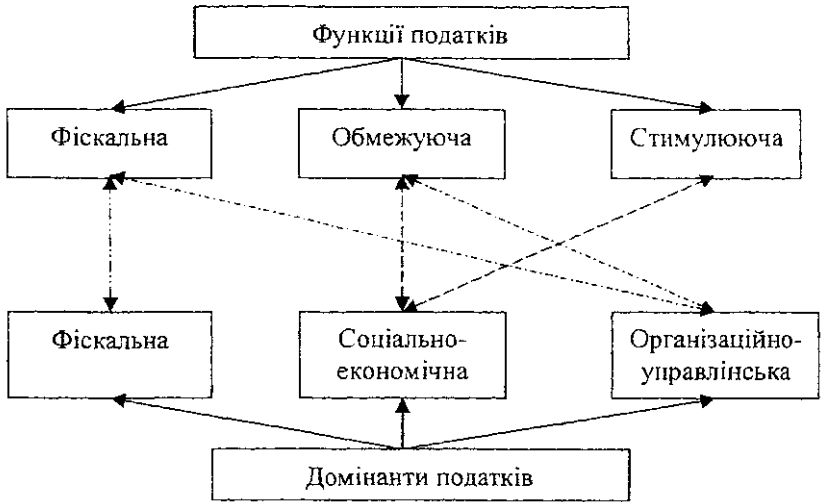 Функції податків
Фіскальна
Обмежуюча
Стимулююча
Фіскальна
Соціально-
економічна
Організаційно-
управлінська
Домінанти податків